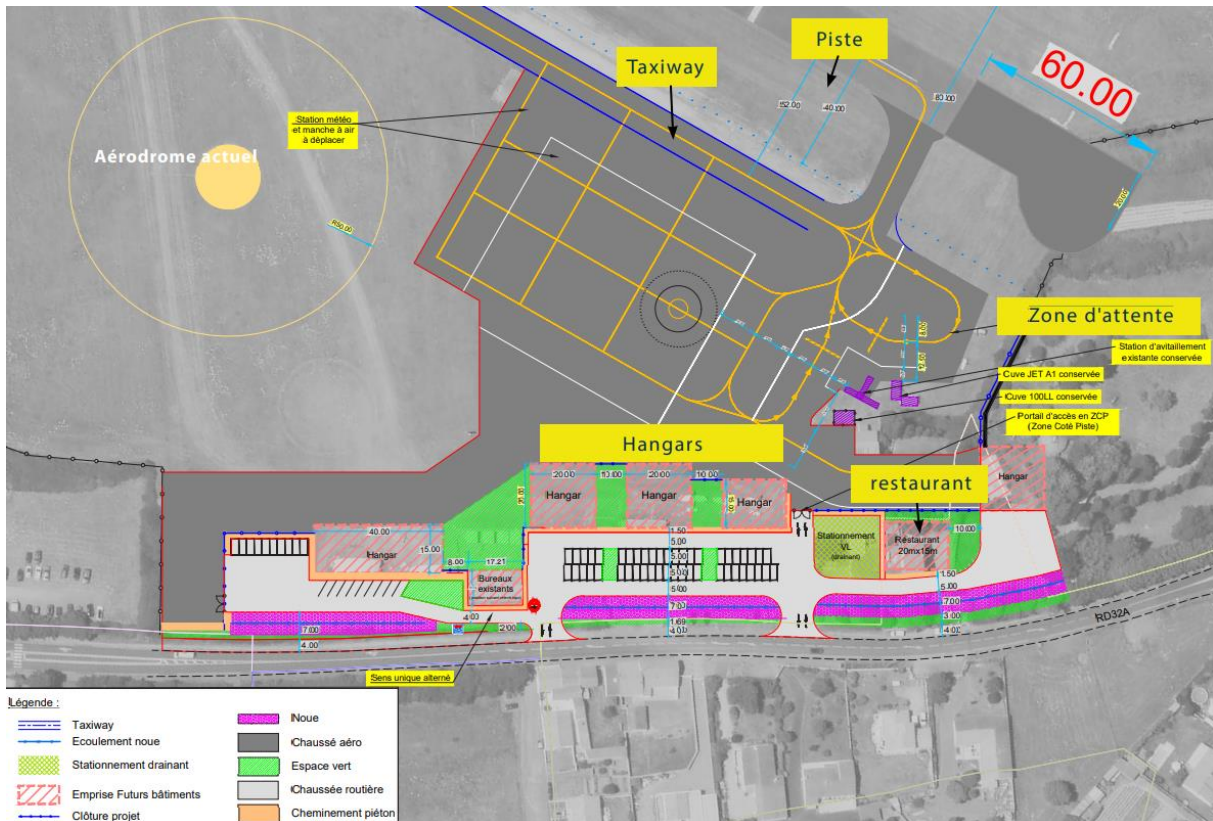 Piste
Taxiway
60.00
52.00
40.00
Station météo
et manche à air
à déplacer
Aérodrome actuel
R50.00
Zone d'attente
Station d'avitaillement
existante conservée
Cuve JET A1 conservée
Cuve 100LL conservée
Portail d'accès en ZCP
(Zone Coté Piste)
Hangars
restaurant
20.00
10.00
20.00
10.00
Hangar
Hangar
Hangar
Hangar
15.00
40.00
Hangar
15.00
8.00
17.21
Bureaux
existants
1.50
5.00
5.00
5.00
5.00
7.00
1.69
4.00
Stationnement
VL
(drainant)
Restaurant
20mx15m
10.00
1.50
5.00
7.00
3.00
4.00
7.00
4.00
4.03
2.00
RD32A
Sens unique alterné
Légende :
Taxiway
Ecoulement noue
Stationnement drainant
Emprise Futurs bâtiments
Clôture projet
Noue
Chaussé aéro
Espace vert
Chaussée routière
Cheminement piéton